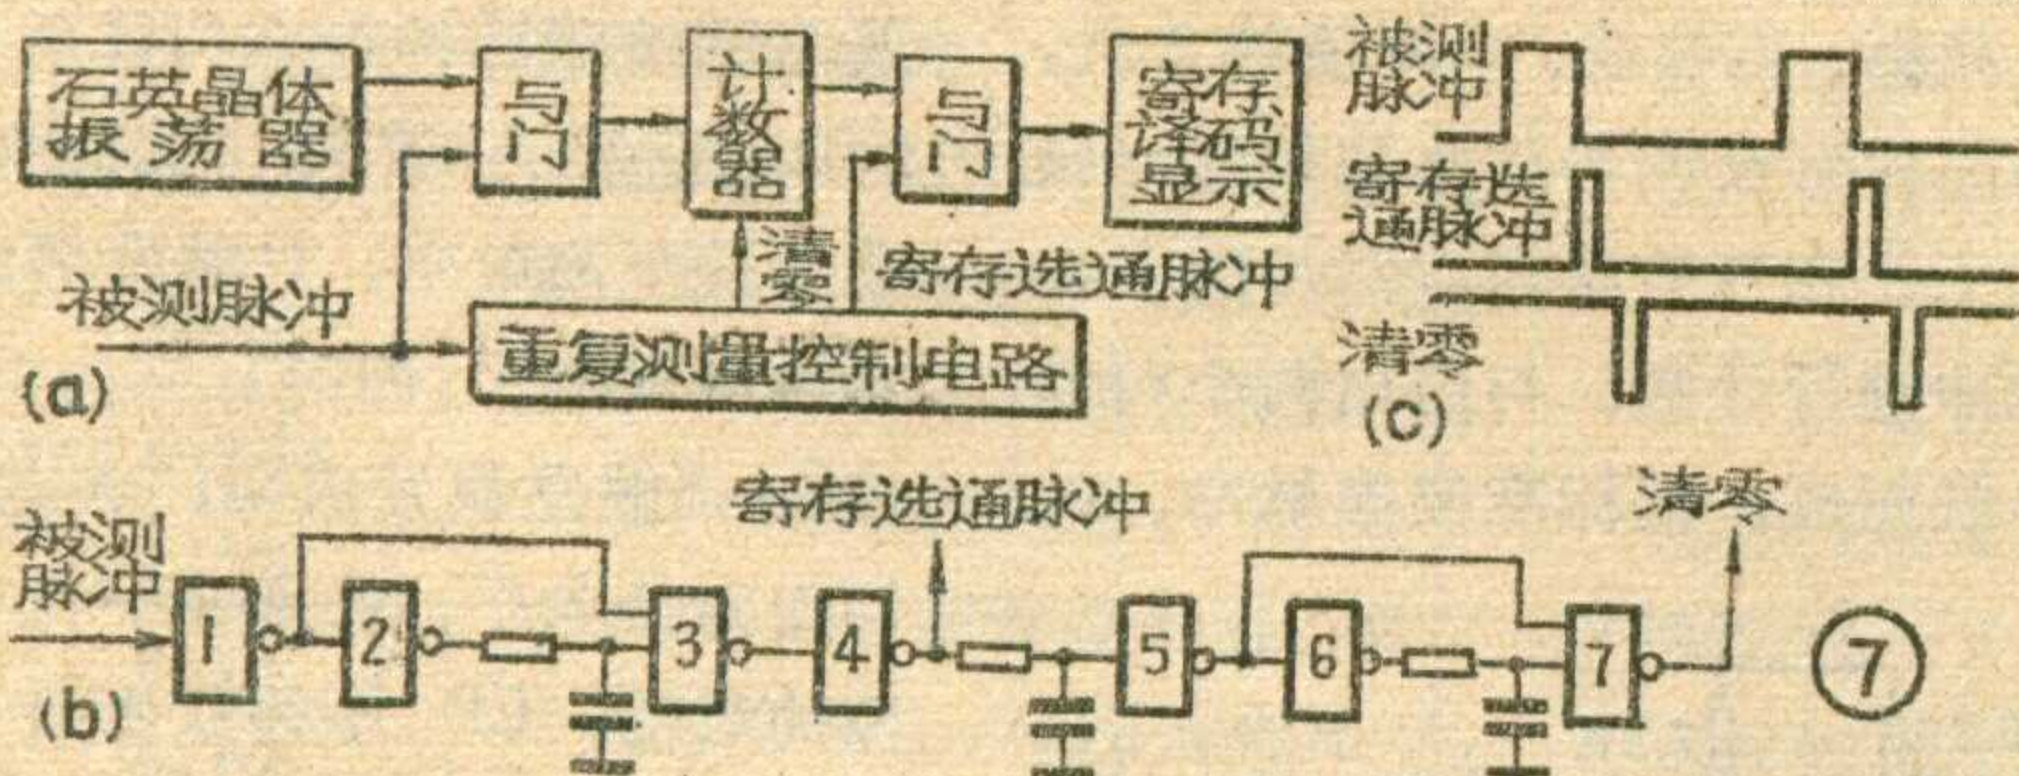 石英晶体
振荡器
与门
计数器
与门
寄存
译码
显示
清零
寄存选通脉冲
被测脉冲
重复测量控制电路
(a)
被测
脉冲
寄存选
通脉冲
清零
(c)
被测
脉冲
寄存选通脉冲
清零
1
2
3
4
5
6
7
⑦
(b)